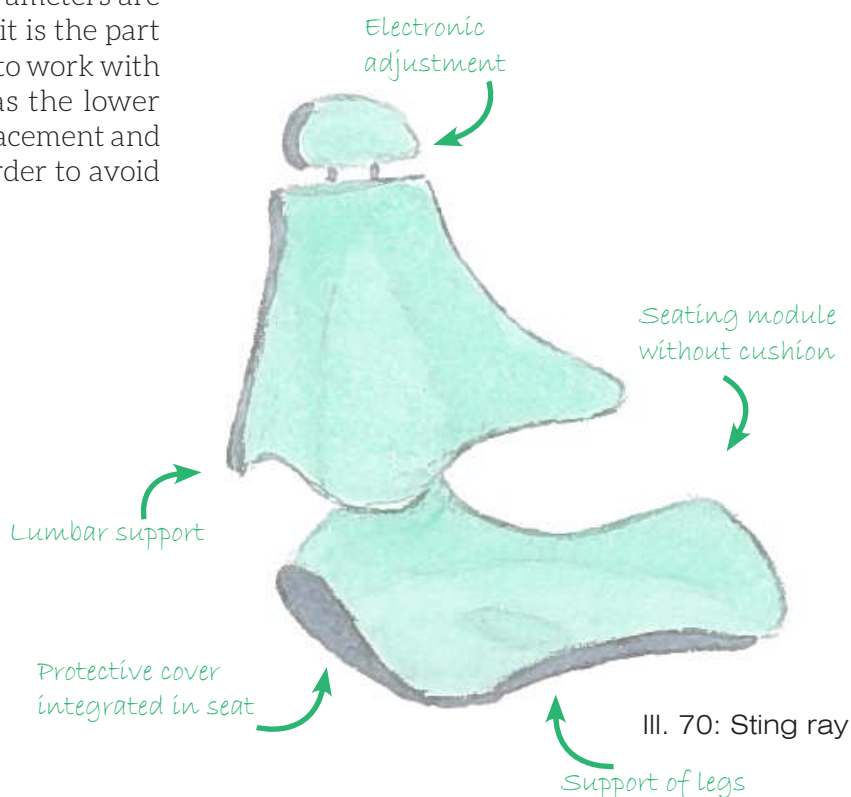 rameters are
it is the part
to work with
as the lower
acement and
rder to avoid
Electronic
adjustment
Seating module
without cushion
Lumbar support
Protective cover
integrated in seat
Ill. 70: Sting ray
Support of legs